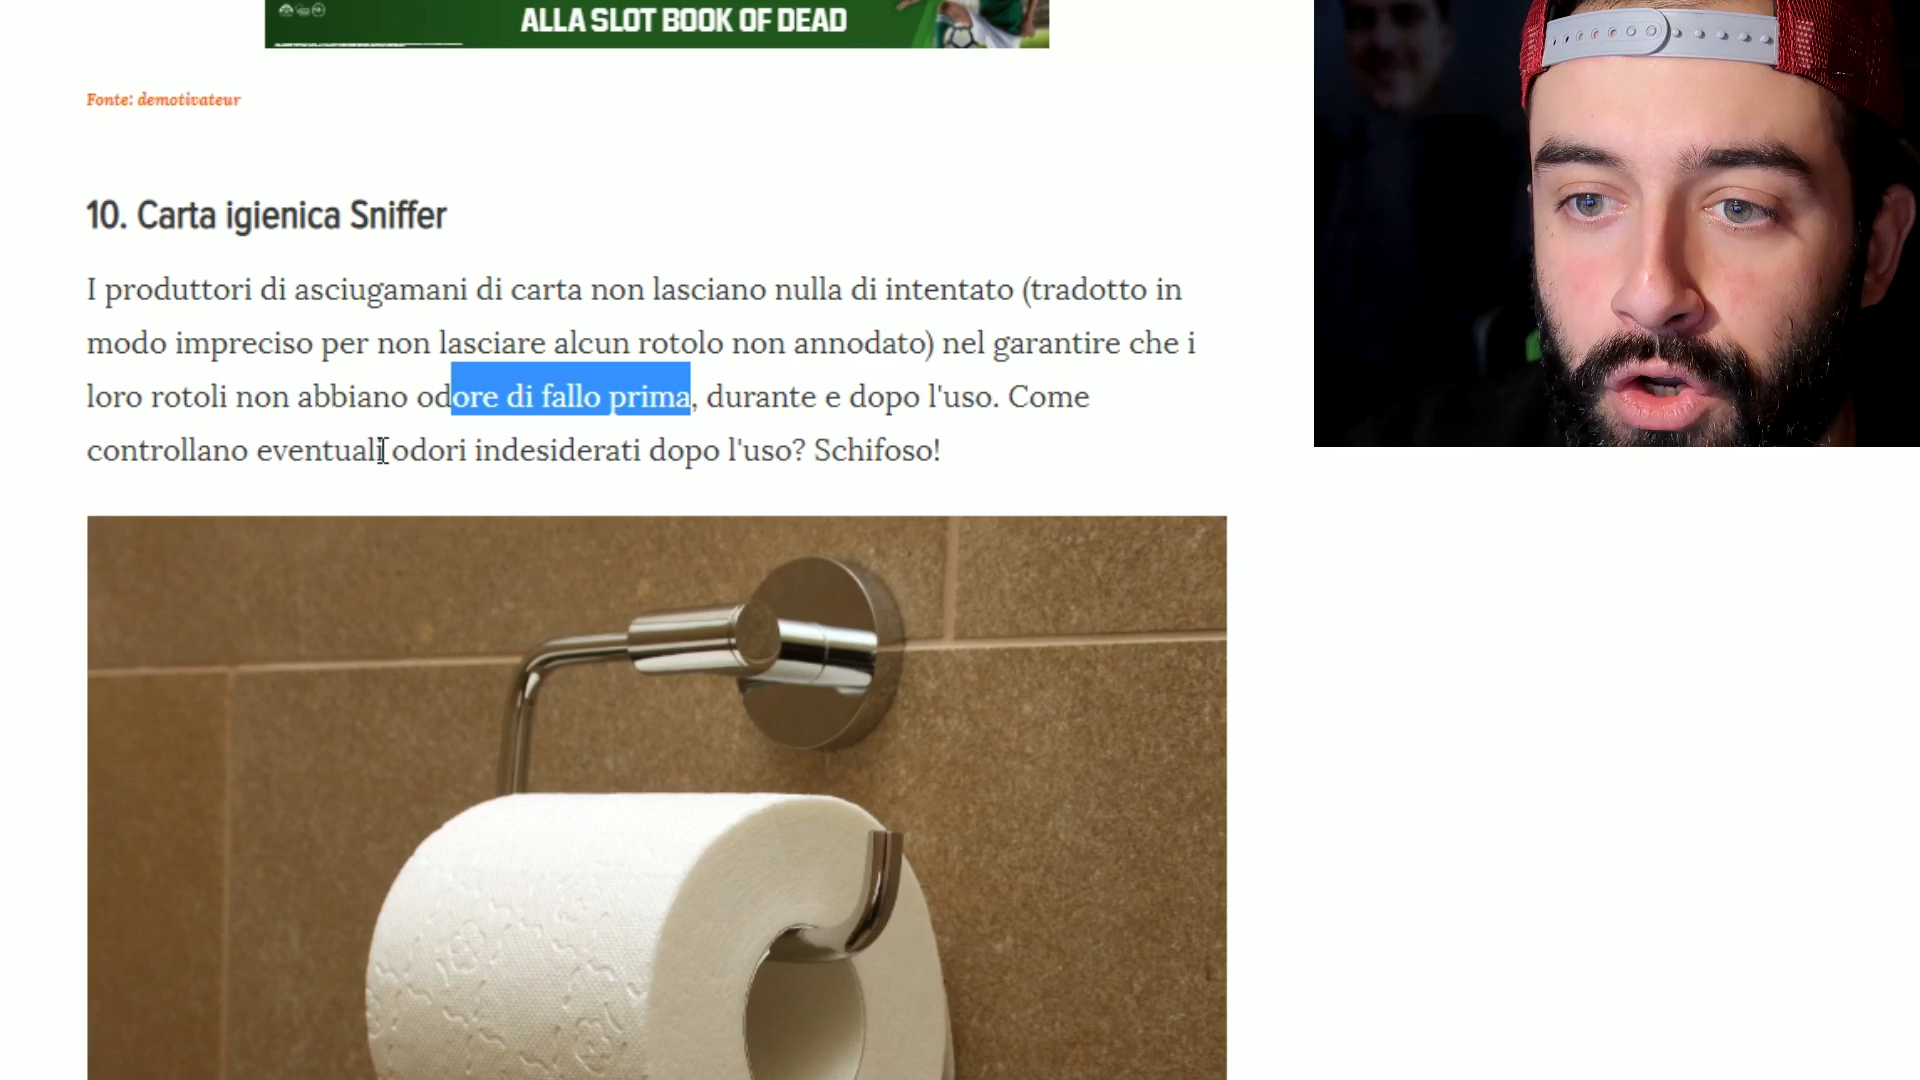 ALLA SLOT BOOK OF DEAD
Fonte: demotivateur
10. Carta igienica Sniffer
I produttori di asciugamani di carta non lasciano nulla di intentato (tradotto in
modo impreciso per non lasciare alcun rotolo non annodato) nel garantire che i
loro rotoli non abbiano odore di fallo prima, durante e dopo l'uso. Come
controllano eventuali odori indesiderati dopo l'uso? Schifoso!